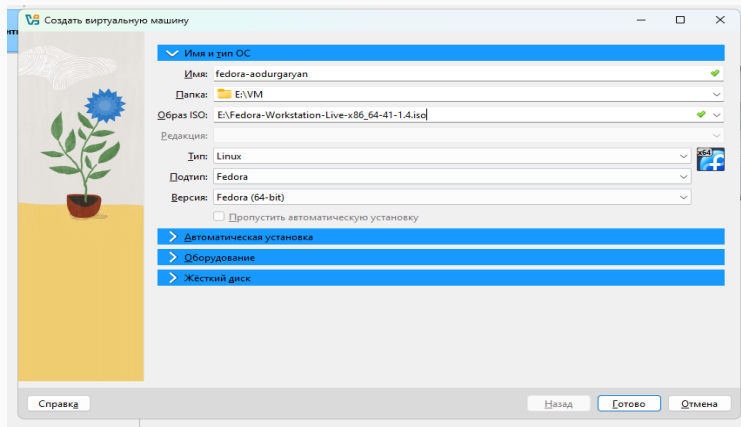 Создать виртуальную машину
Имя и тип ОС
Имя: fedora-aodurgaryan
Папка: E:\VM
Образ ISO: E:\Fedora-Workstation-Live-x86_64-41-1.4.iso
Редакция:
Тип: Linux
x64
Подтип: Fedora
Версия: Fedora (64-bit)
Пропустить автоматическую установку
Автоматическая установка
Оборудование
Жёсткий диск
Справка Назад Готово Отмена